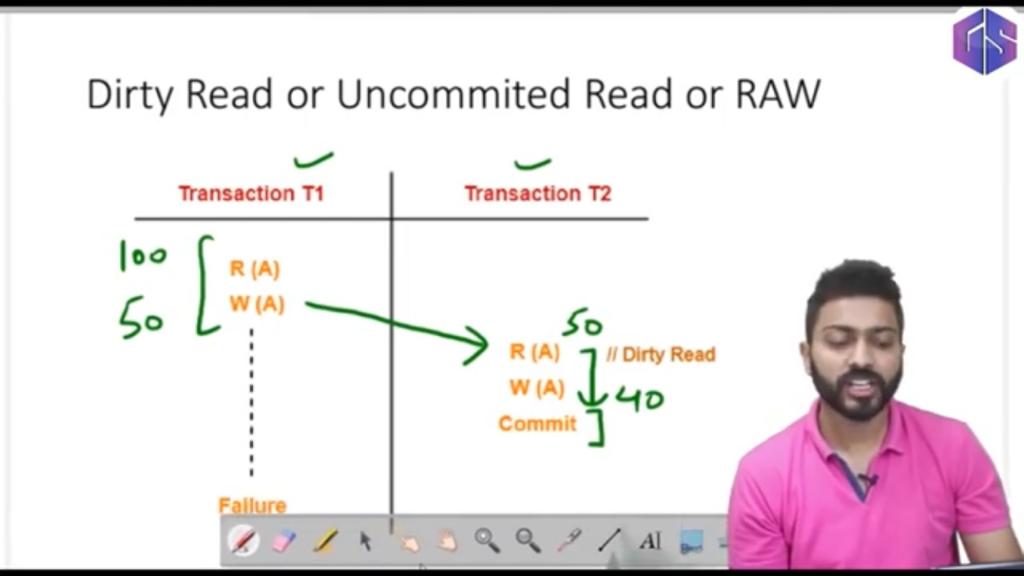 Dirty Read or Uncommited Read or RAW
Transaction T1
Transaction T2
100
R (A)
50
W (A)
50
R (A)
// Dirty Read
W (A)
40
Commit
Failure
AI
GS